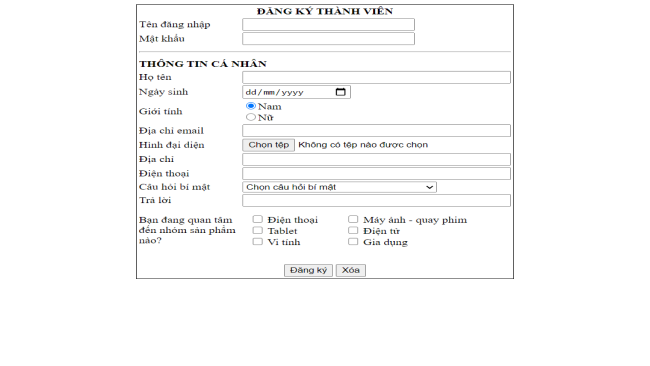 ĐĂNG KÝ THÀNH VIÊN
Tên đăng nhập
Mật khẩu
THÔNG TIN CÁ NHÂN
Họ tên
Ngày sinh dd/mm/yyyy
Giới tính Nam
Nữ
Địa chỉ email
Hình đại diện Chọn tệp Không có tệp nào được chọn
Địa chỉ
Điện thoại
Câu hỏi bí mật Chọn câu hỏi bí mật
Trả lời
Bạn đang quan tâm Điện thoại Máy ảnh - quay phim
đến nhóm sản phẩm Tablet Điện tử
nào? Vi tính Gia dụng
Đăng ký Xóa